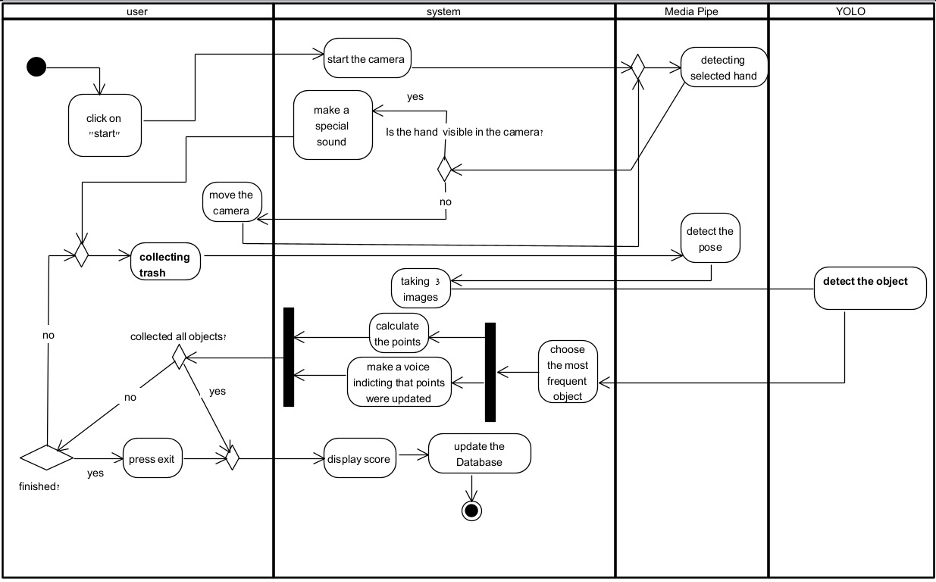 user
system
Media Pipe
YOLO
start the camera
detecting
selected hand
click on
"start"
make a
special
sound
yes
Is the hand visible in the camera?
no
move the
camera
detect the
pose
collecting
trash
taking 3
images
detect the object
no
collected all objects?
calculate
the points
choose
the most
frequent
object
make a voice
indicting that points
were updated
no
yes
finished?
yes
press exit
display score
update the
Database